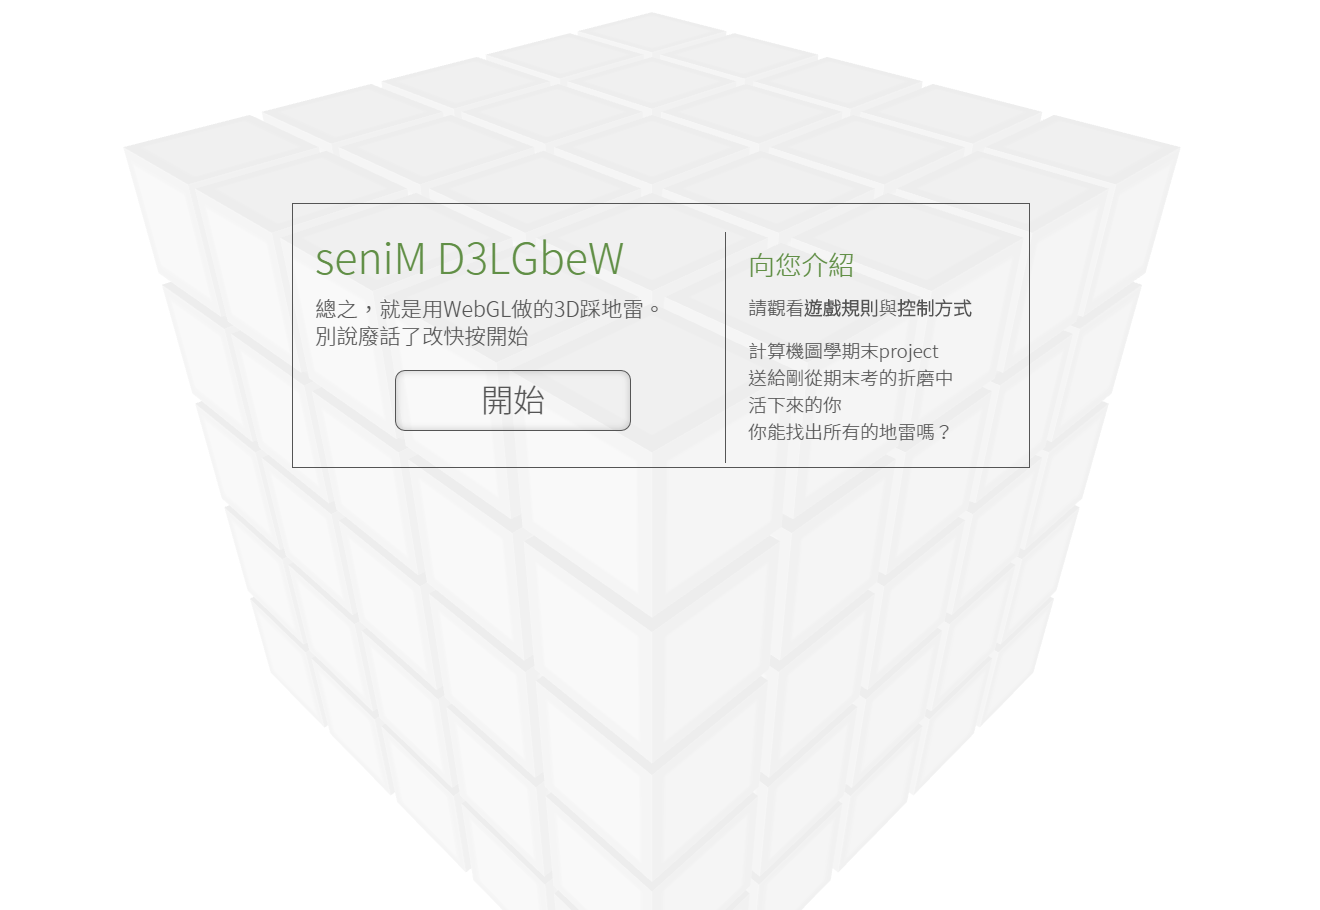 seniM D3LGbeW
總之，就是用WebGL做的3D踩地雷。
別說廢話了改快按開始
開始
向您介紹
請觀看遊戲規則與控制方式
計算機圖學期末project
送給剛從期末考的折磨中
活下來的你
你能找出所有的地雷嗎？